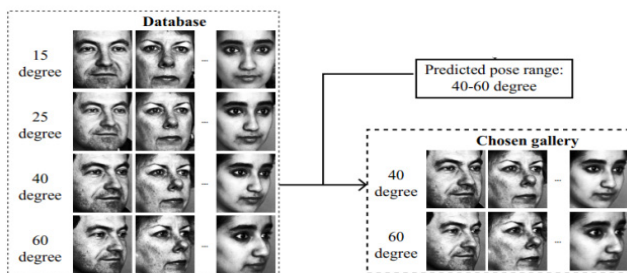 Database
15
degree
25
degree
40
degree
60
degree
Predicted pose range:
40-60 degree
Chosen gallery
40
degree
60
degree